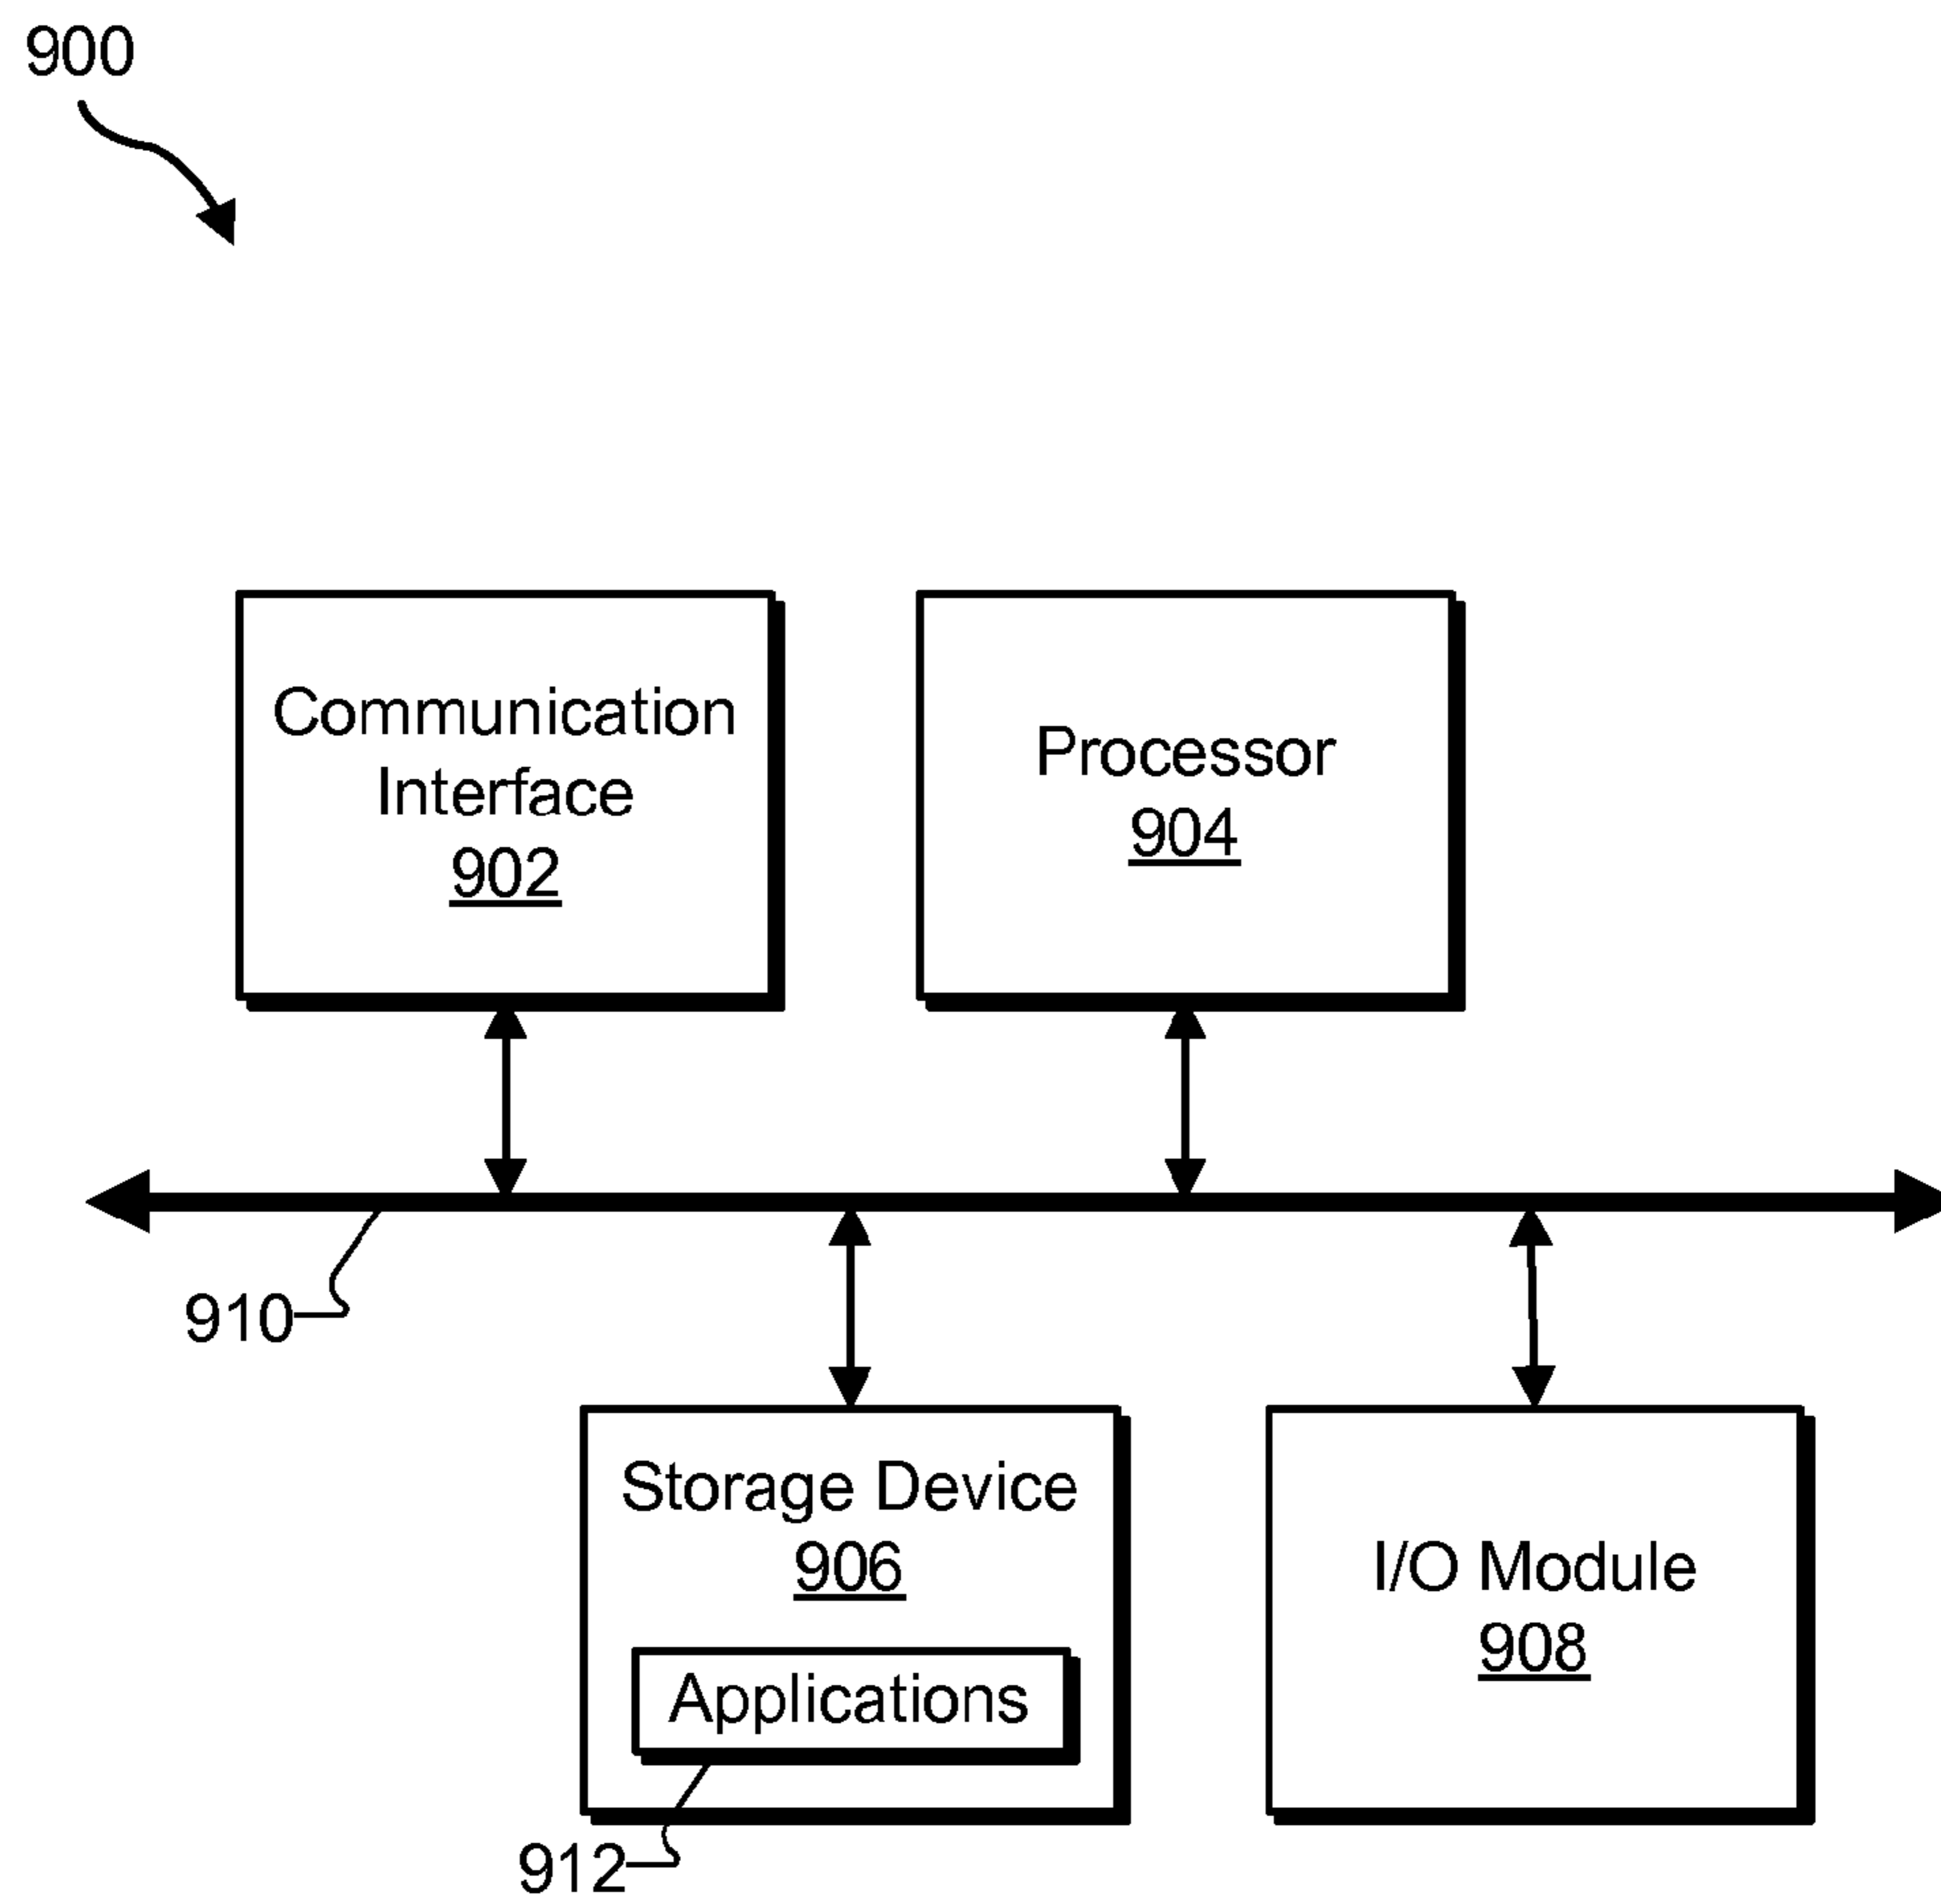 900
Communication
Interface
902
Processor
904
910
Storage Device
906
Applications
912
I/O Module
908